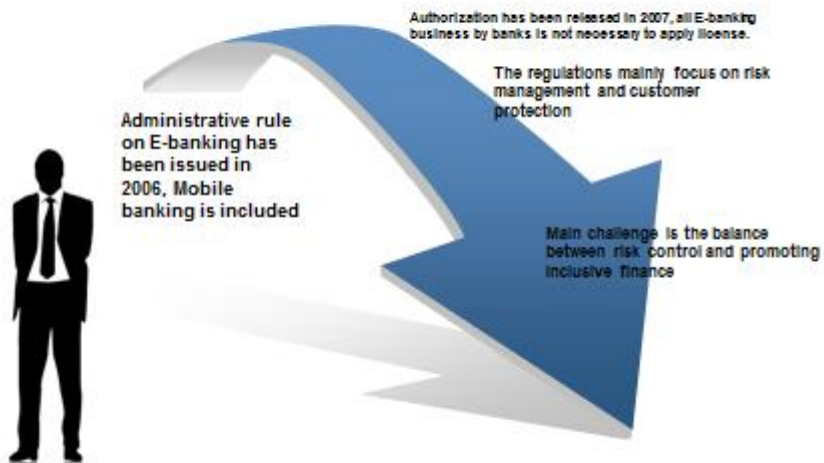 Authorization has been released in 2007, all E-banking
business by banks is not necessary to apply license.
The regulations mainly focus on risk
management and customer
protection
Administrative rule
on E-banking has
been issued in
2006, Mobile
banking is included
Main challenge is the balance
between risk control and promoting
inclusive finance